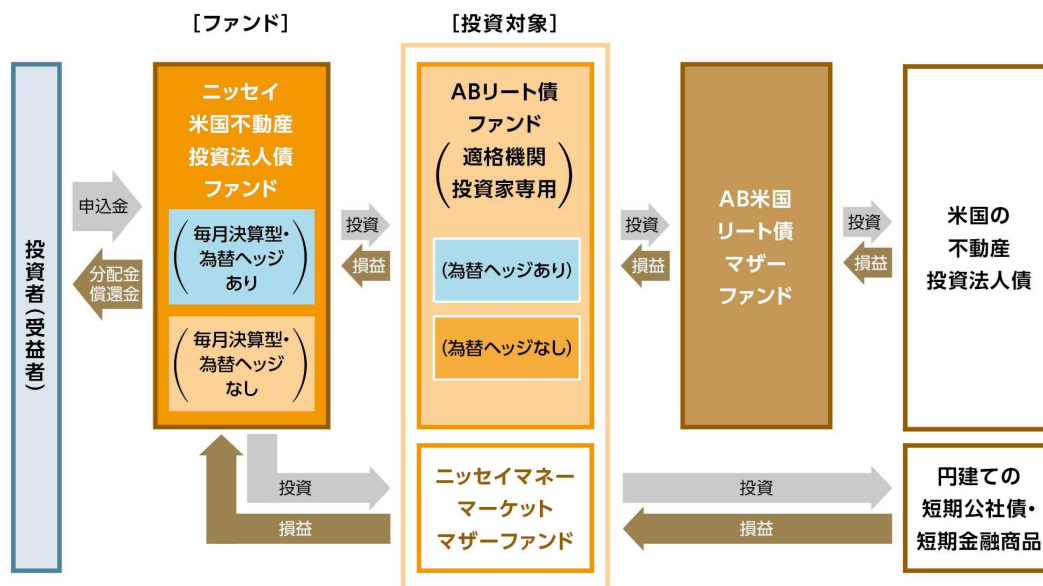 [ファンド]
[投資対象]
投資者(受益者)
申込金
分配金
償還金
ニッセイ
米国不動産
投資法人債
ファンド
(毎月決算型・
為替ヘッジ
あり)
(毎月決算型・
為替ヘッジ
なし)
投資
損益
ABリート債
ファンド
(適格機関
投資家専用)
(為替ヘッジあり)
(為替ヘッジなし)
投資
損益
AB米国
リート債
マザー
ファンド
投資
損益
米国の
不動産
投資法人債
投資
損益
ニッセイマネー
マーケット
マザーファンド
投資
損益
円建ての
短期公社債・
短期金融商品